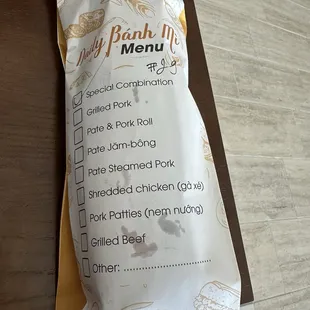 Bánh Mì
Menu
Special Combination
Grilled Pork
Pate & Pork Roll
Pate Jăm-bông
Pate Steamed Pork
Shredded chicken (gà xé)
Pork Patties (nem nướng)
Grilled Beef
Other: ........................